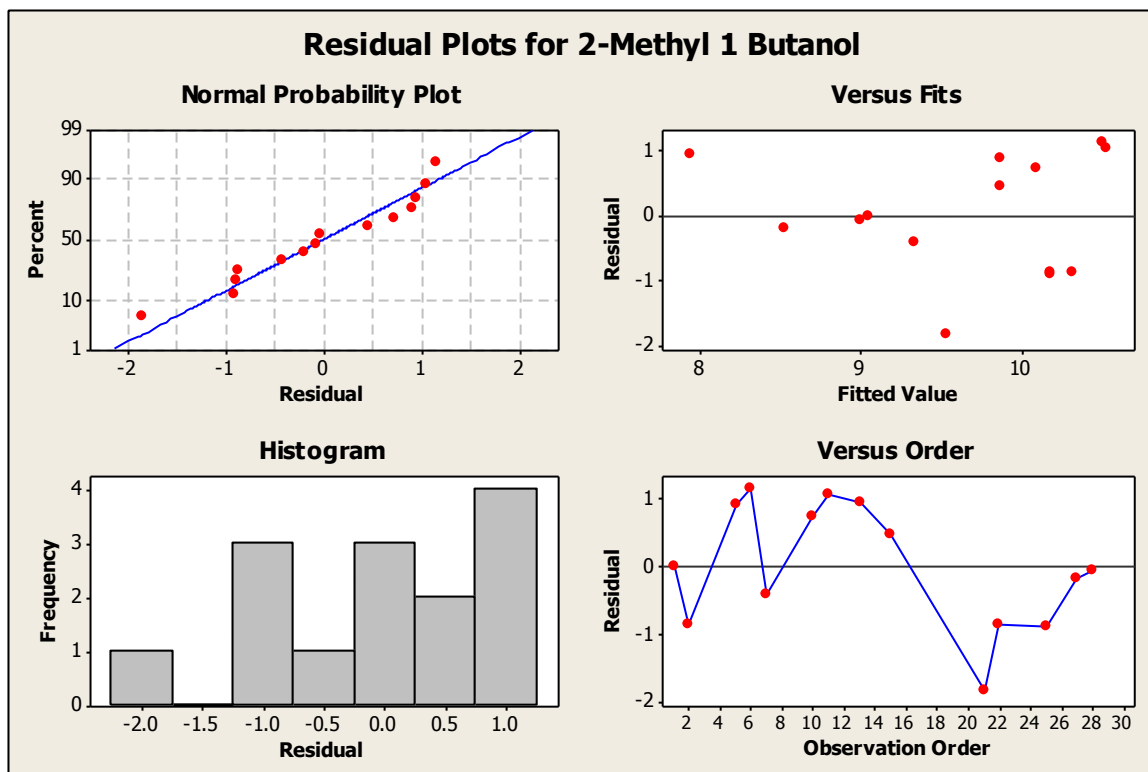 Residual Plots for 2-Methyl 1 Butanol
Normal Probability Plot
99
90
50
10
1
Percent
-2 -1 0 1 2
Residual
Versus Fits
1
0
-1
-2
Residual
8 9 10
Fitted Value
Histogram
4
3
2
1
0
Frequency
-2.0 -1.5 -1.0 -0.5 0.0 0.5 1.0
Residual
Versus Order
1
0
-1
-2
Residual
2 4 6 8 10 12 14 16 18 20 22 24 26 28 30
Observation Order